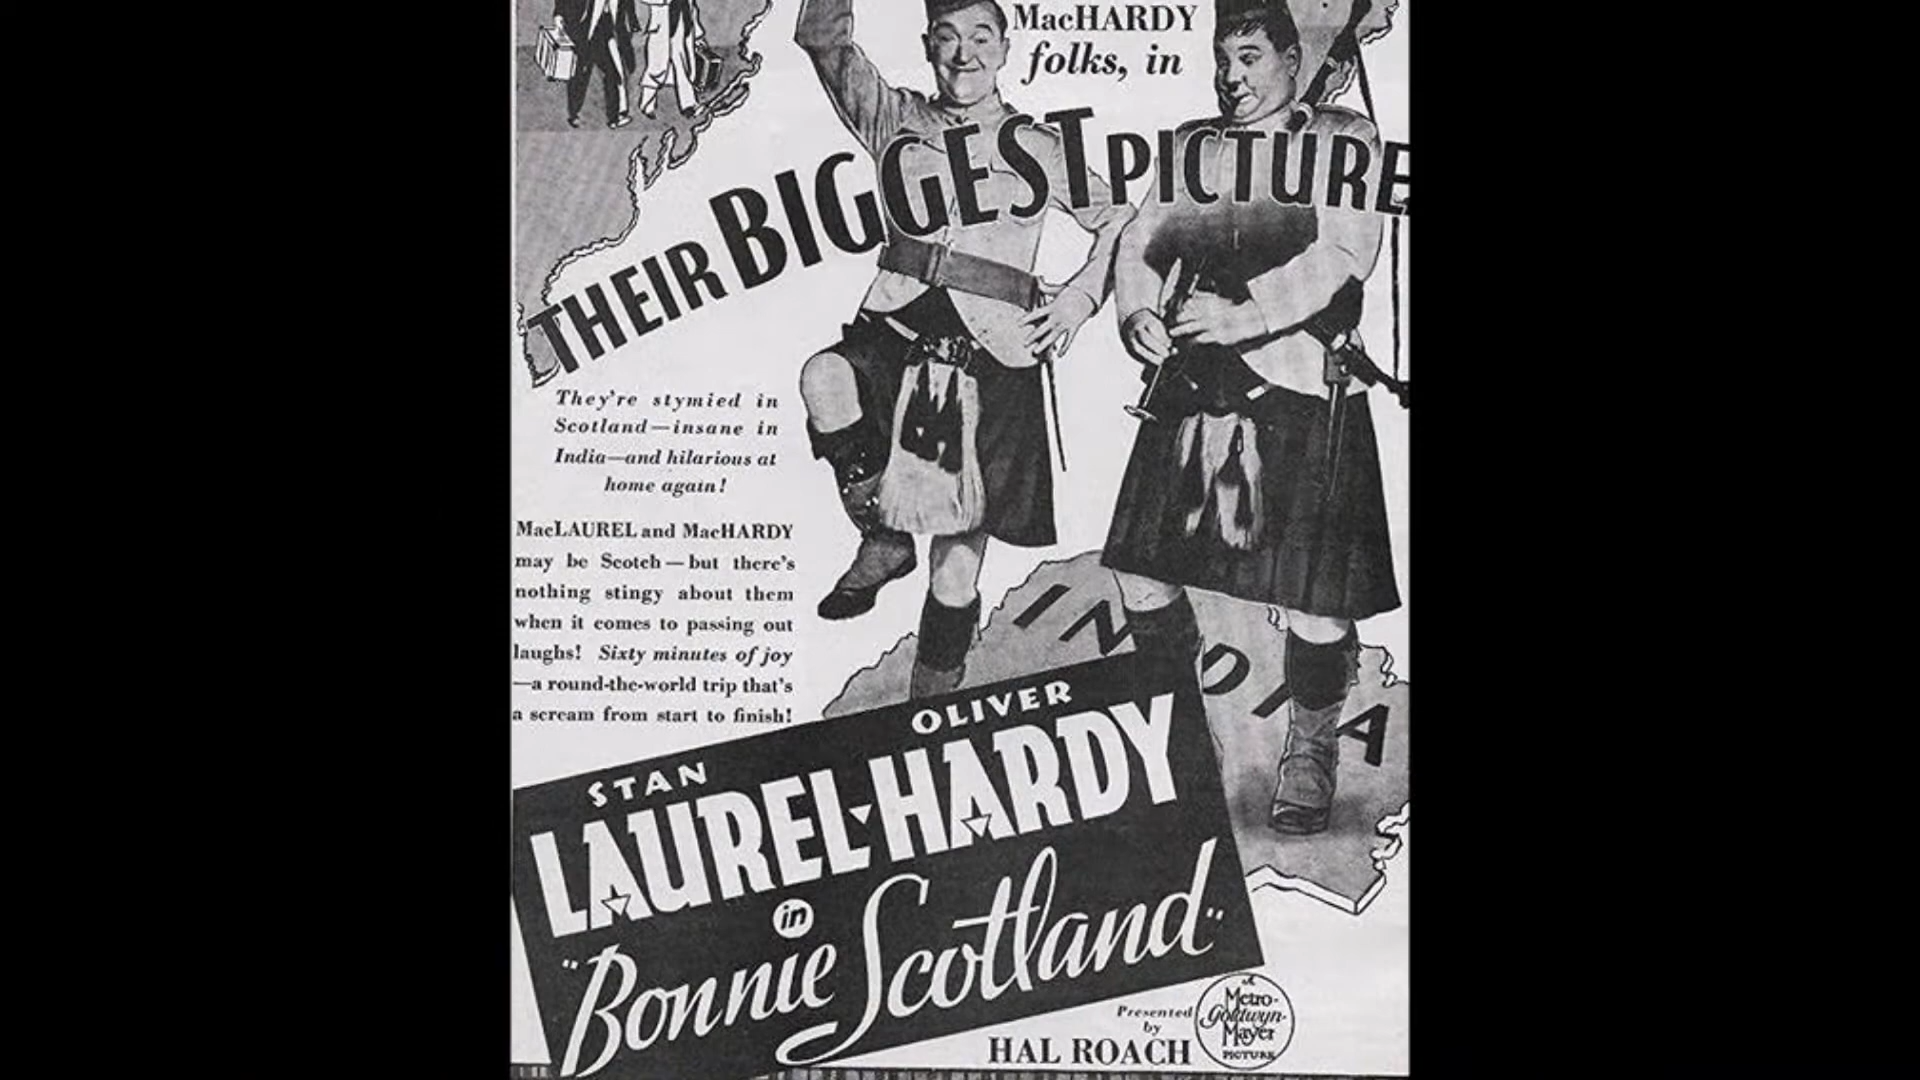 MacHARDY
folks, in
THEIR BIGGEST PICTURE
They're stymied in
Scotland—insane in
India—and hilarious at
home again!
MacLAUREL and MacHARDY
may be Scotch—but there's
nothing stingy about them
when it comes to passing out
laughs! Sixty minutes of joy
—a round-the-world trip that's
a scream from start to finish!
INDIA
STAN
OLIVER
LAUREL-HARDY
in
"Bonnie Scotland"
Presented
by
HAL ROACH
A
Metro-
Goldwyn-
Mayer
PICTURE